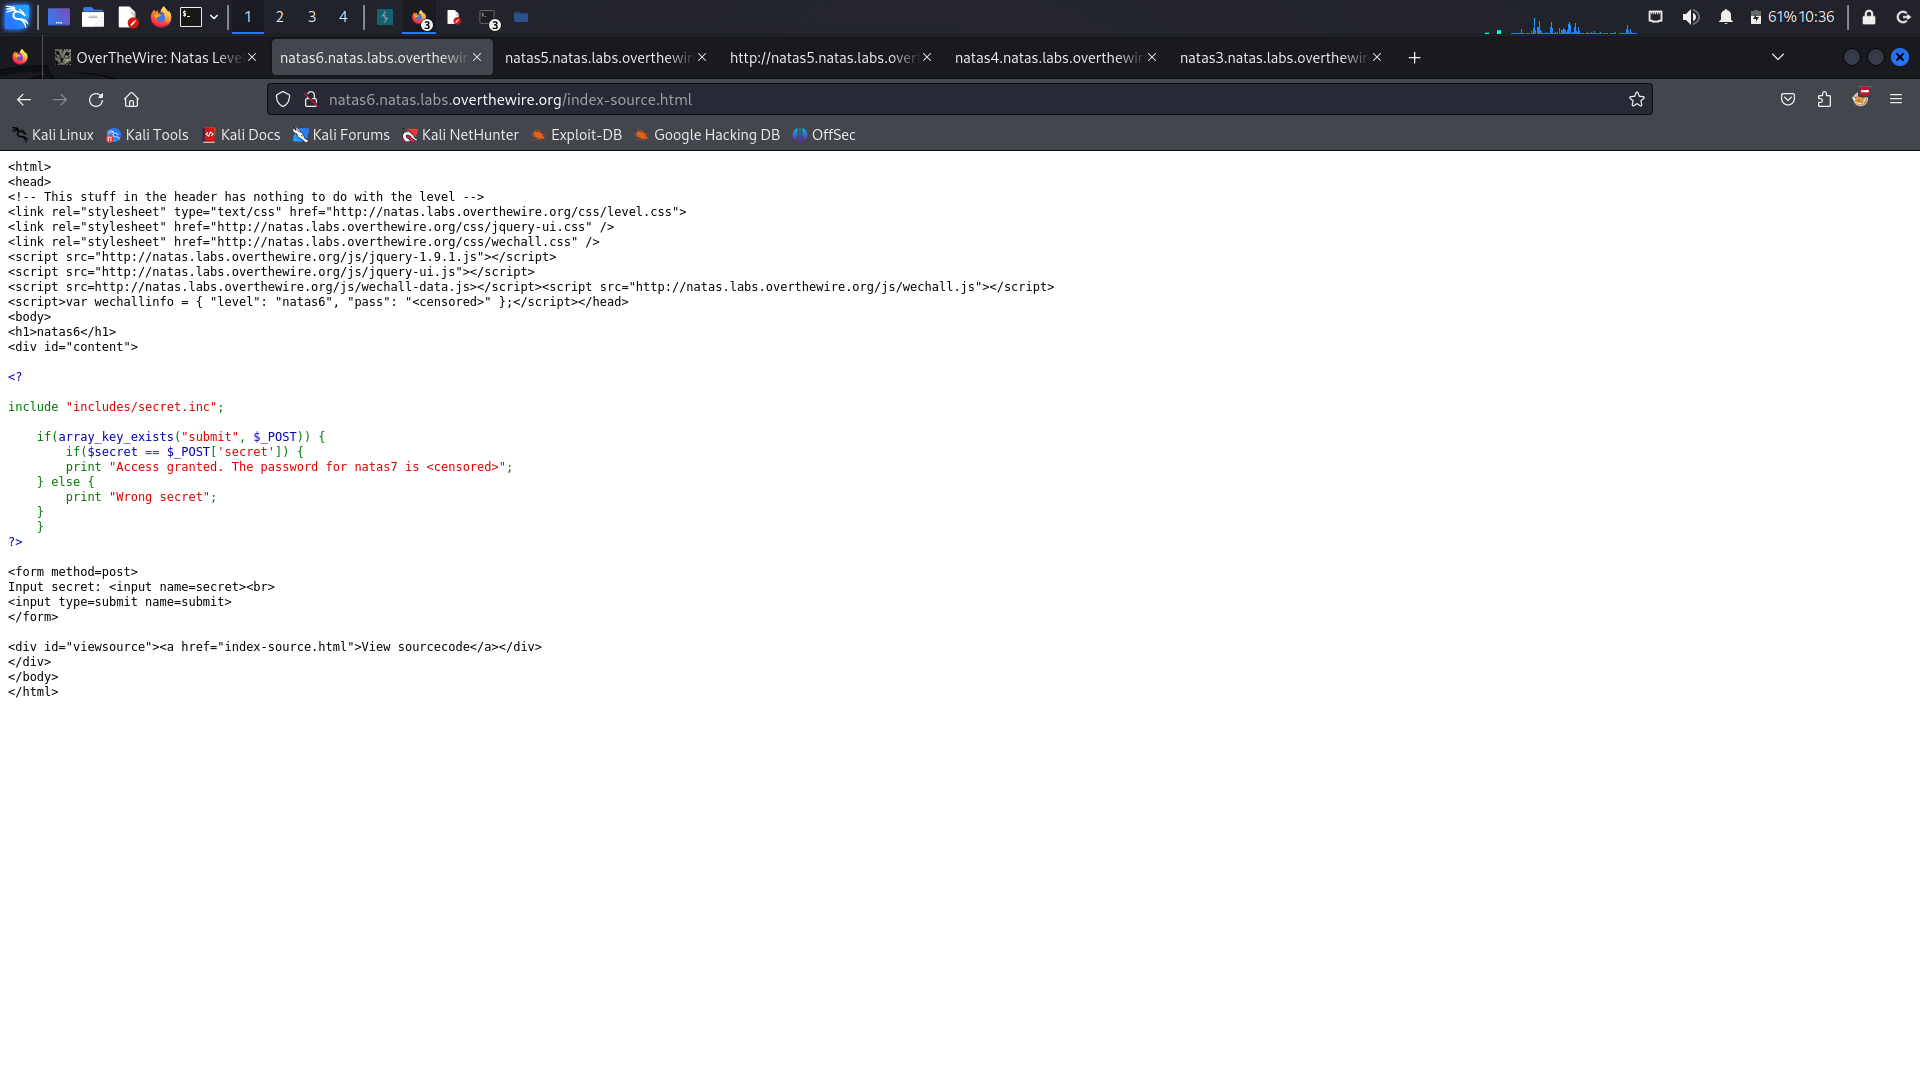 1 2 3 4 3 3 61% 10:36
OverTheWire: Natas Leve natas6.natas.labs.overthewir natas5.natas.labs.overthewir http://natas5.natas.labs.over natas4.natas.labs.overthewir natas3.natas.labs.overthewir
natas6.natas.labs.overthewire.org/index-source.html
Kali Linux Kali Tools Kali Docs Kali Forums Kali NetHunter Exploit-DB Google Hacking DB OffSec
<html>
<head>
<!-- This stuff in the header has nothing to do with the level -->
<link rel="stylesheet" type="text/css" href="http://natas.labs.overthewire.org/css/level.css">
<link rel="stylesheet" href="http://natas.labs.overthewire.org/css/jquery-ui.css" />
<link rel="stylesheet" href="http://natas.labs.overthewire.org/css/wechall.css" />
<script src="http://natas.labs.overthewire.org/js/jquery-1.9.1.js"></script>
<script src="http://natas.labs.overthewire.org/js/jquery-ui.js"></script>
<script src=http://natas.labs.overthewire.org/js/wechall-data.js></script><script src="http://natas.labs.overthewire.org/js/wechall.js"></script>
<script>var wechallinfo = { "level": "natas6", "pass": "<censored>" };</script></head>
<body>
<h1>natas6</h1>
<div id="content">
<?
include "includes/secret.inc";
if(array_key_exists("submit", $_POST)) {
if($secret == $_POST['secret']) {
print "Access granted. The password for natas7 is <censored>";
} else {
print "Wrong secret";
}
}
?>
<form method=post>
Input secret: <input name=secret><br>
<input type=submit name=submit>
</form>
<div id="viewsource"><a href="index-source.html">View sourcecode</a></div>
</div>
</body>
</html>